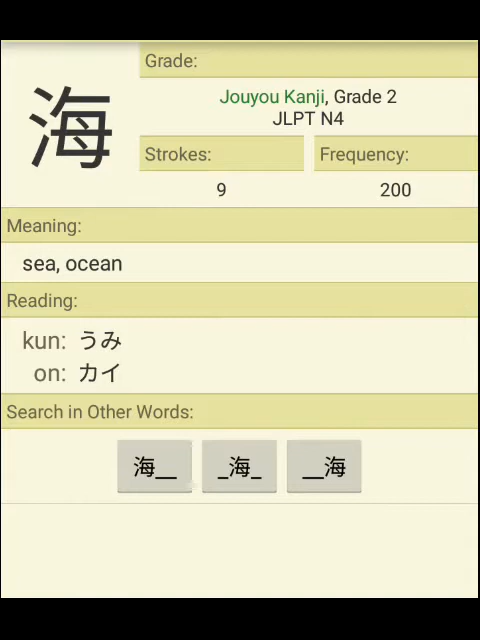 海
Grade:
Jouyou Kanji, Grade 2
JLPT N4
Strokes:
Frequency:
9
200
Meaning:
sea, ocean
Reading:
kun: うみ
on: カイ
Search in Other Words:
海__ _海_ __海